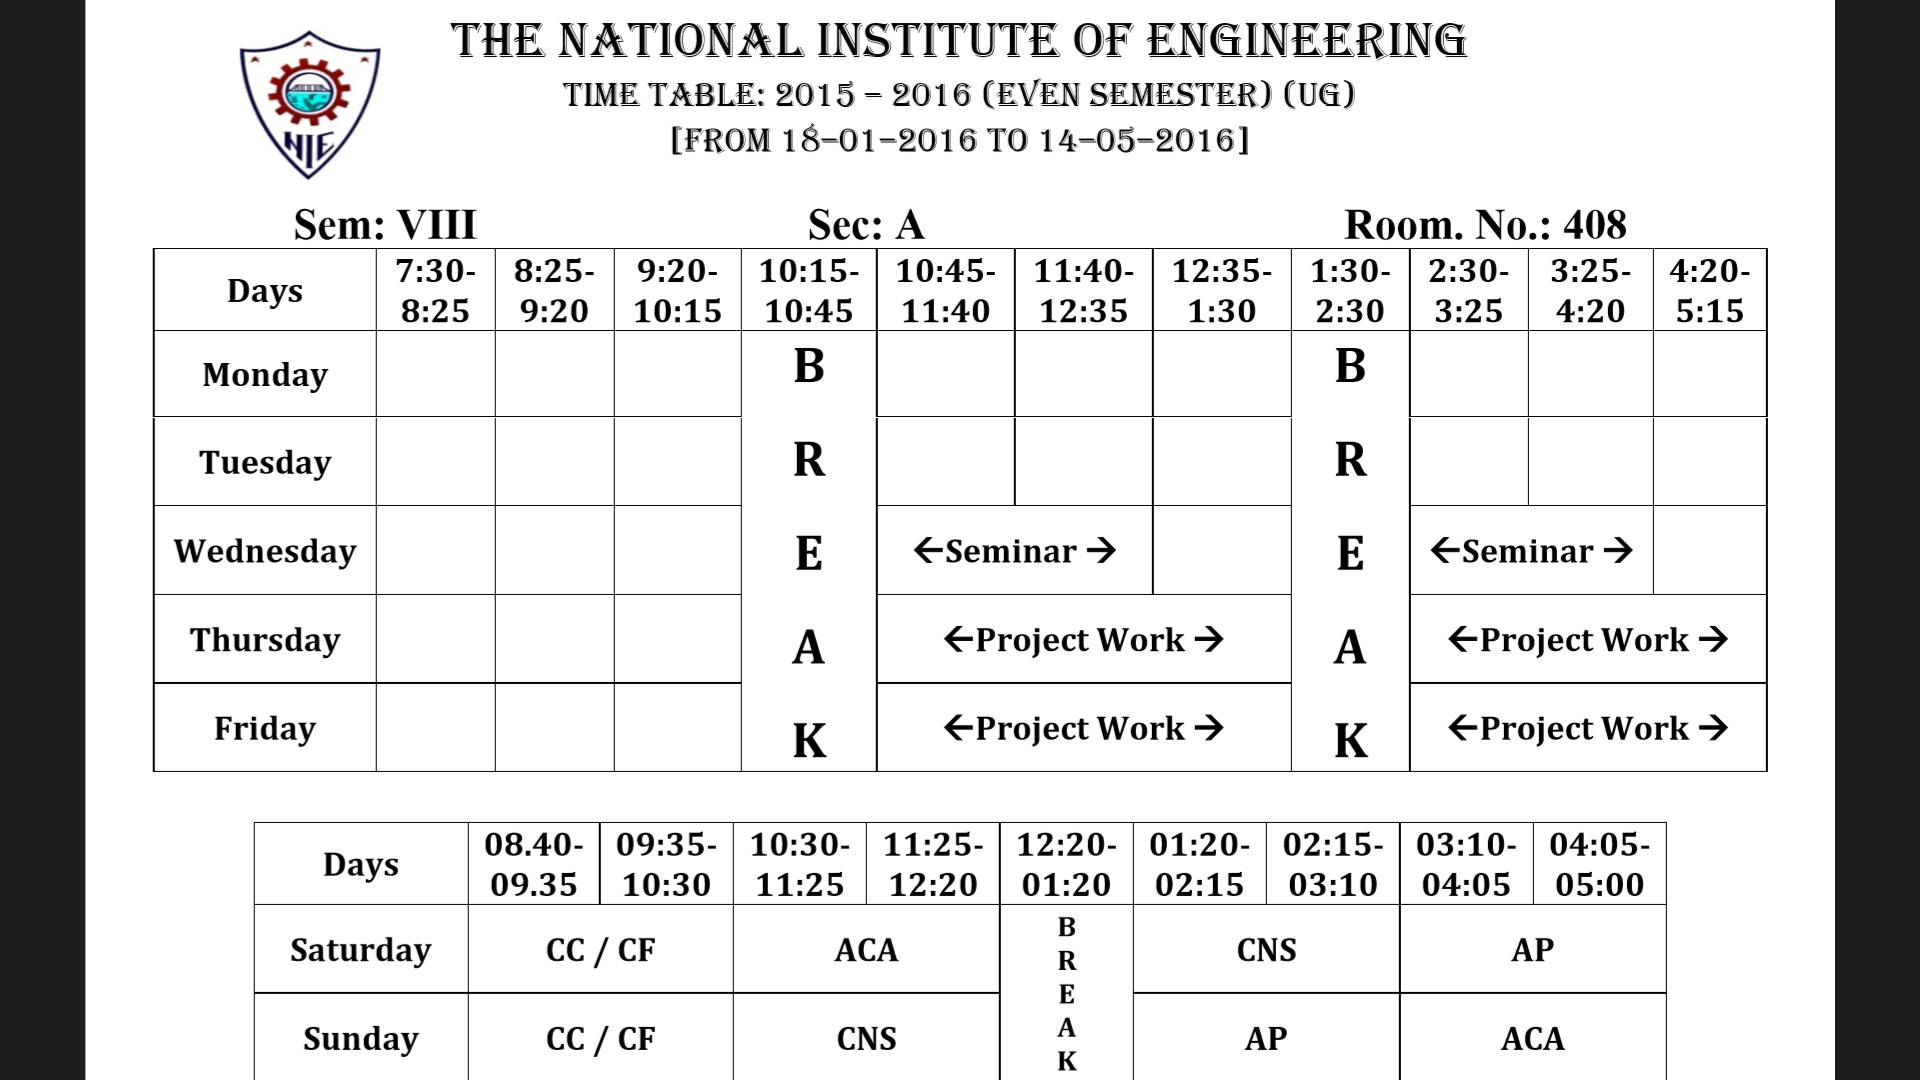 THE NATIONAL INSTITUTE OF ENGINEERING
TIME TABLE: 2015 – 2016 (EVEN SEMESTER) (UG)
[FROM 18-01-2016 TO 14-05-2016]
NIE
Sem: VIII Sec: A Room. No.: 408
Days 7:30-8:25 8:25-9:20 9:20-10:15 10:15-10:45 10:45-11:40 11:40-12:35 12:35-1:30 1:30-2:30 2:30-3:25 3:25-4:20 4:20-5:15
Monday B B
Tuesday R R
Wednesday E ←Seminar → E ←Seminar →
Thursday A ←Project Work → A ←Project Work →
Friday K ←Project Work → K ←Project Work →
Days 08.40-09.35 09:35-10:30 10:30-11:25 11:25-12:20 12:20-01:20 01:20-02:15 02:15-03:10 03:10-04:05 04:05-05:00
Saturday CC / CF ACA BREAK CNS AP
Sunday CC / CF CNS AP ACA